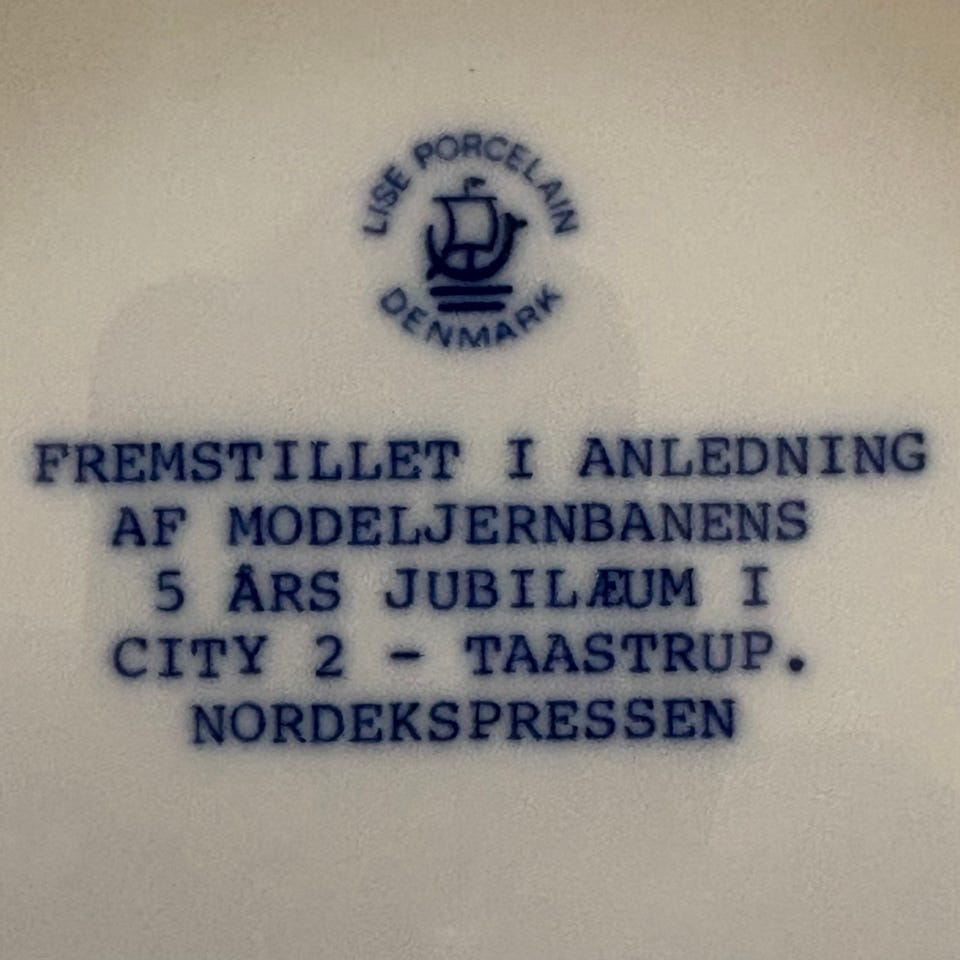 LISE PORCELAIN
DENMARK
FREMSTILLET I ANLEDNING
AF MODELJERNBANENS
5 ÅRS JUBILÆUM I
CITY 2 - TAASTRUP.
NORDEKSPRESSEN